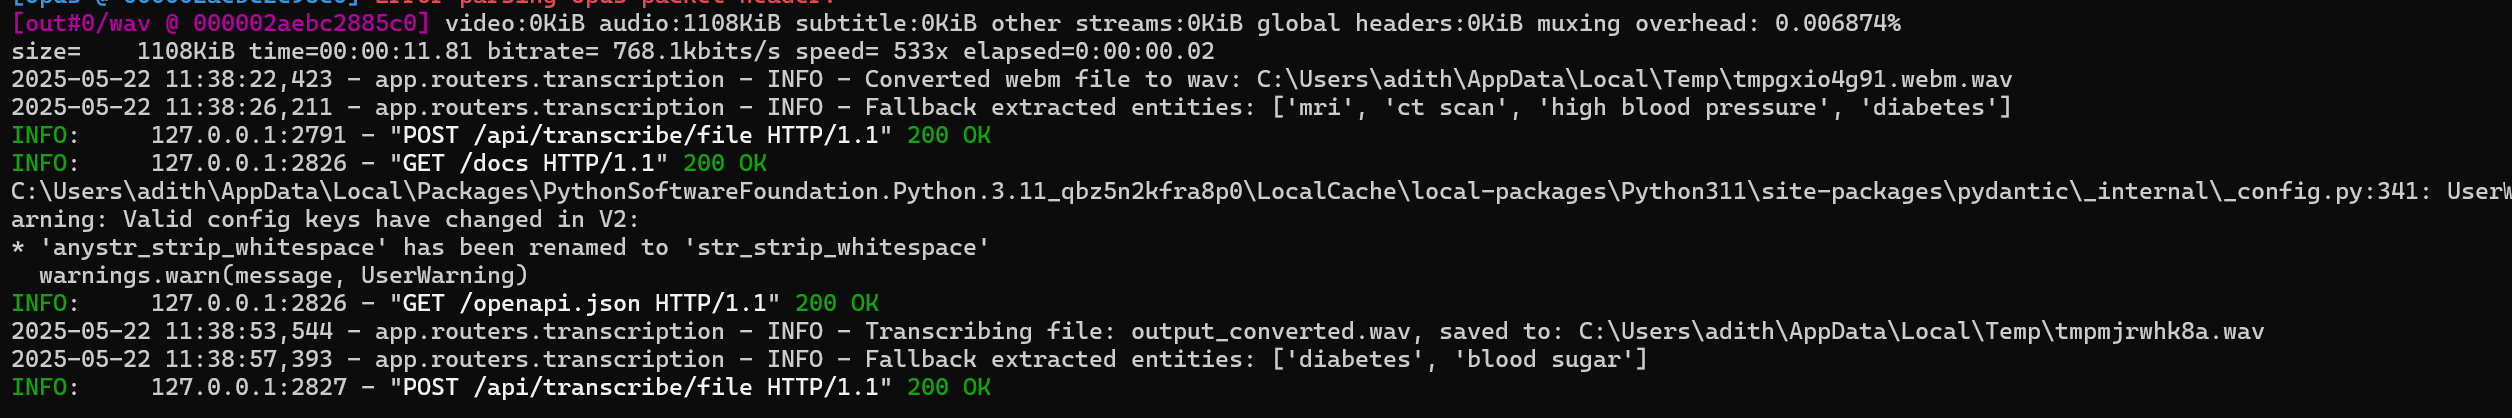 [out#0/wav @ 000002aebc2885c0] video:0KiB audio:1108KiB subtitle:0KiB other streams:0KiB global headers:0KiB muxing overhead: 0.006874%
size=    1108KiB time=00:00:11.81 bitrate= 768.1kbits/s speed= 533x elapsed=0:00:00.02
2025-05-22 11:38:22,423 - app.routers.transcription - INFO - Converted webm file to wav: C:\Users\adith\AppData\Local\Temp\tmpgxio4g91.webm.wav
2025-05-22 11:38:26,211 - app.routers.transcription - INFO - Fallback extracted entities: ['mri', 'ct scan', 'high blood pressure', 'diabetes']
INFO:     127.0.0.1:2791 - "POST /api/transcribe/file HTTP/1.1" 200 OK
INFO:     127.0.0.1:2826 - "GET /docs HTTP/1.1" 200 OK
C:\Users\adith\AppData\Local\Packages\PythonSoftwareFoundation.Python.3.11_qbz5n2kfra8p0\LocalCache\local-packages\Python311\site-packages\pydantic\_internal\_config.py:341: UserW
arning: Valid config keys have changed in V2:
* 'anystr_strip_whitespace' has been renamed to 'str_strip_whitespace'
  warnings.warn(message, UserWarning)
INFO:     127.0.0.1:2826 - "GET /openapi.json HTTP/1.1" 200 OK
2025-05-22 11:38:53,544 - app.routers.transcription - INFO - Transcribing file: output_converted.wav, saved to: C:\Users\adith\AppData\Local\Temp\tmpmjrwhk8a.wav
2025-05-22 11:38:57,393 - app.routers.transcription - INFO - Fallback extracted entities: ['diabetes', 'blood sugar']
INFO:     127.0.0.1:2827 - "POST /api/transcribe/file HTTP/1.1" 200 OK